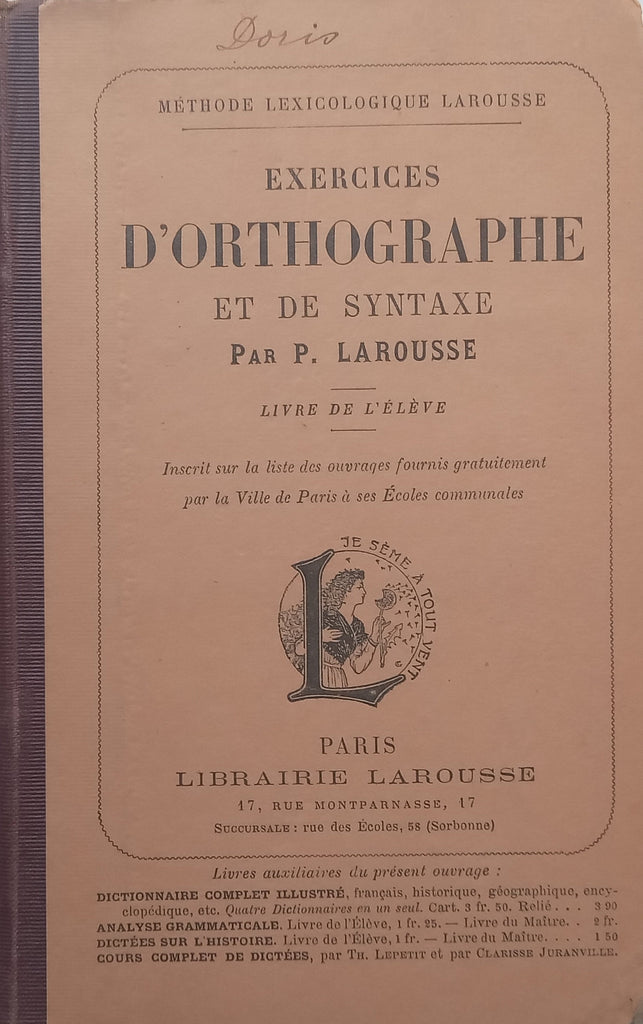 Doris
MÉTHODE LEXICOLOGIQUE LAROUSSE
EXERCICES
D'ORTHOGRAPHE
ET DE SYNTAXE
PAR P. LAROUSSE
LIVRE DE L'ÉLÈVE
Inscrit sur la liste des ouvrages fournis gratuitement
par la Ville de Paris à ses Écoles communales
JE SÈME À TOUT VENT
L
PARIS
LIBRAIRIE LAROUSSE
17, RUE MONTPARNASSE, 17
SUCCURSALE : rue des Écoles, 58 (Sorbonne)
Livres auxiliaires du présent ouvrage :
DICTIONNAIRE COMPLET ILLUSTRÉ, français, historique, géographique, ency-
clopédique, etc. Quatre Dictionnaires en un seul. Cart. 3 fr. 50. Relié . . . 3 90
ANALYSE GRAMMATICALE. Livre de l'Élève, 1 fr. 25. — Livre du Maître. . 2 fr.
DICTÉES SUR L'HISTOIRE. Livre de l'Élève, 1 fr. — Livre du Maître. . . . 1 50
COURS COMPLET DE DICTÉES, par TH. LEPETIT et par CLARISSE JURANVILLE.